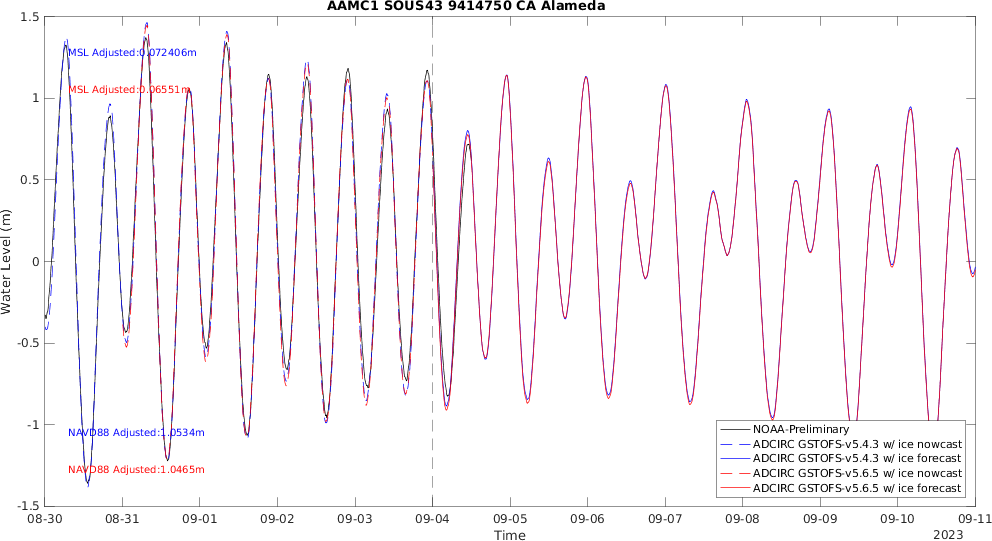 AAMC1 SOUS43 9414750 CA Alameda
1.5
1
0.5
0
-0.5
-1
-1.5
Water Level (m)
MSL Adjusted:0.072406m
MSL Adjusted:0.06551m
NAVD88 Adjusted:1.0534m
NAVD88 Adjusted:1.0465m
NOAA-Preliminary
ADCIRC GSTOFS-v5.4.3 w/ ice nowcast
ADCIRC GSTOFS-v5.4.3 w/ ice forecast
ADCIRC GSTOFS-v5.6.5 w/ ice nowcast
ADCIRC GSTOFS-v5.6.5 w/ ice forecast
08-30 08-31 09-01 09-02 09-03 09-04 09-05 09-06 09-07 09-08 09-09 09-10 09-11
Time
2023